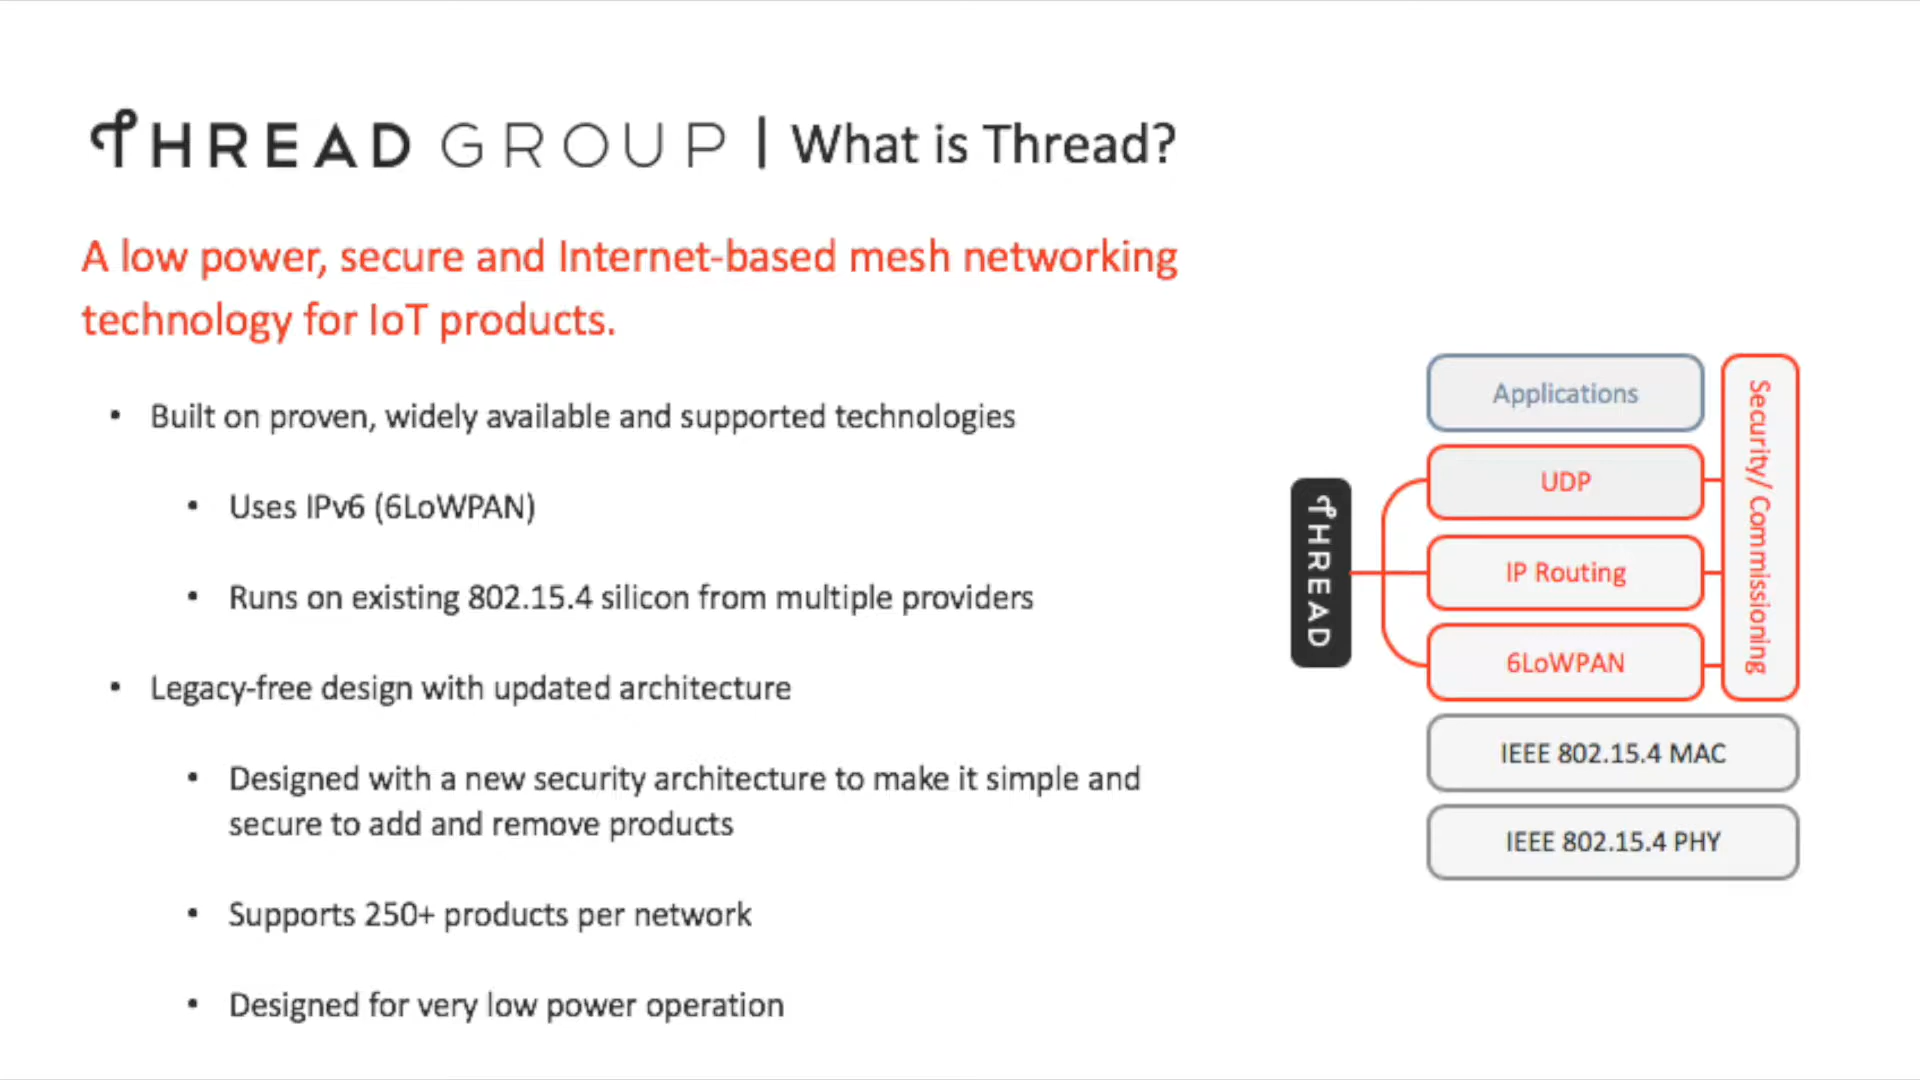 THREAD GROUP | What is Thread?
A low power, secure and Internet-based mesh networking
technology for IoT products.
• Built on proven, widely available and supported technologies
• Uses IPv6 (6LoWPAN)
• Runs on existing 802.15.4 silicon from multiple providers
• Legacy-free design with updated architecture
• Designed with a new security architecture to make it simple and
secure to add and remove products
• Supports 250+ products per network
• Designed for very low power operation
THREAD
Applications
UDP
IP Routing
6LoWPAN
Security/ Commissioning
IEEE 802.15.4 MAC
IEEE 802.15.4 PHY